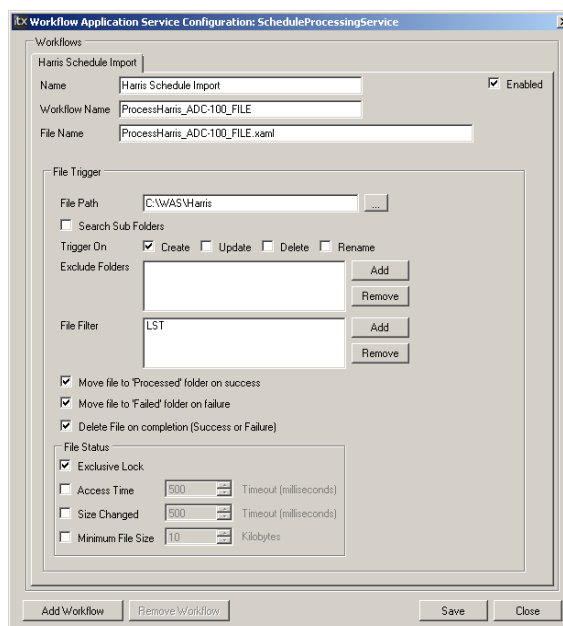 itx Workflow Application Service Configuration: ScheduleProcessingService
Workflows
Harris Schedule Import
Name Harris Schedule Import Enabled
Workflow Name ProcessHarris_ADC-100_FILE
File Name ProcessHarris_ADC-100_FILE.xaml
File Trigger
File Path C:\WAS\Harris ...
Search Sub Folders
Trigger On Create Update Delete Rename
Exclude Folders Add
Remove
File Filter LST Add
Remove
Move file to 'Processed' folder on success
Move file to 'Failed' folder on failure
Delete File on completion (Success or Failure)
File Status
Exclusive Lock
Access Time 500 Timeout (milliseconds)
Size Changed 500 Timeout (milliseconds)
Minimum File Size 10 Kilobytes
Add Workflow Remove Workflow Save Close